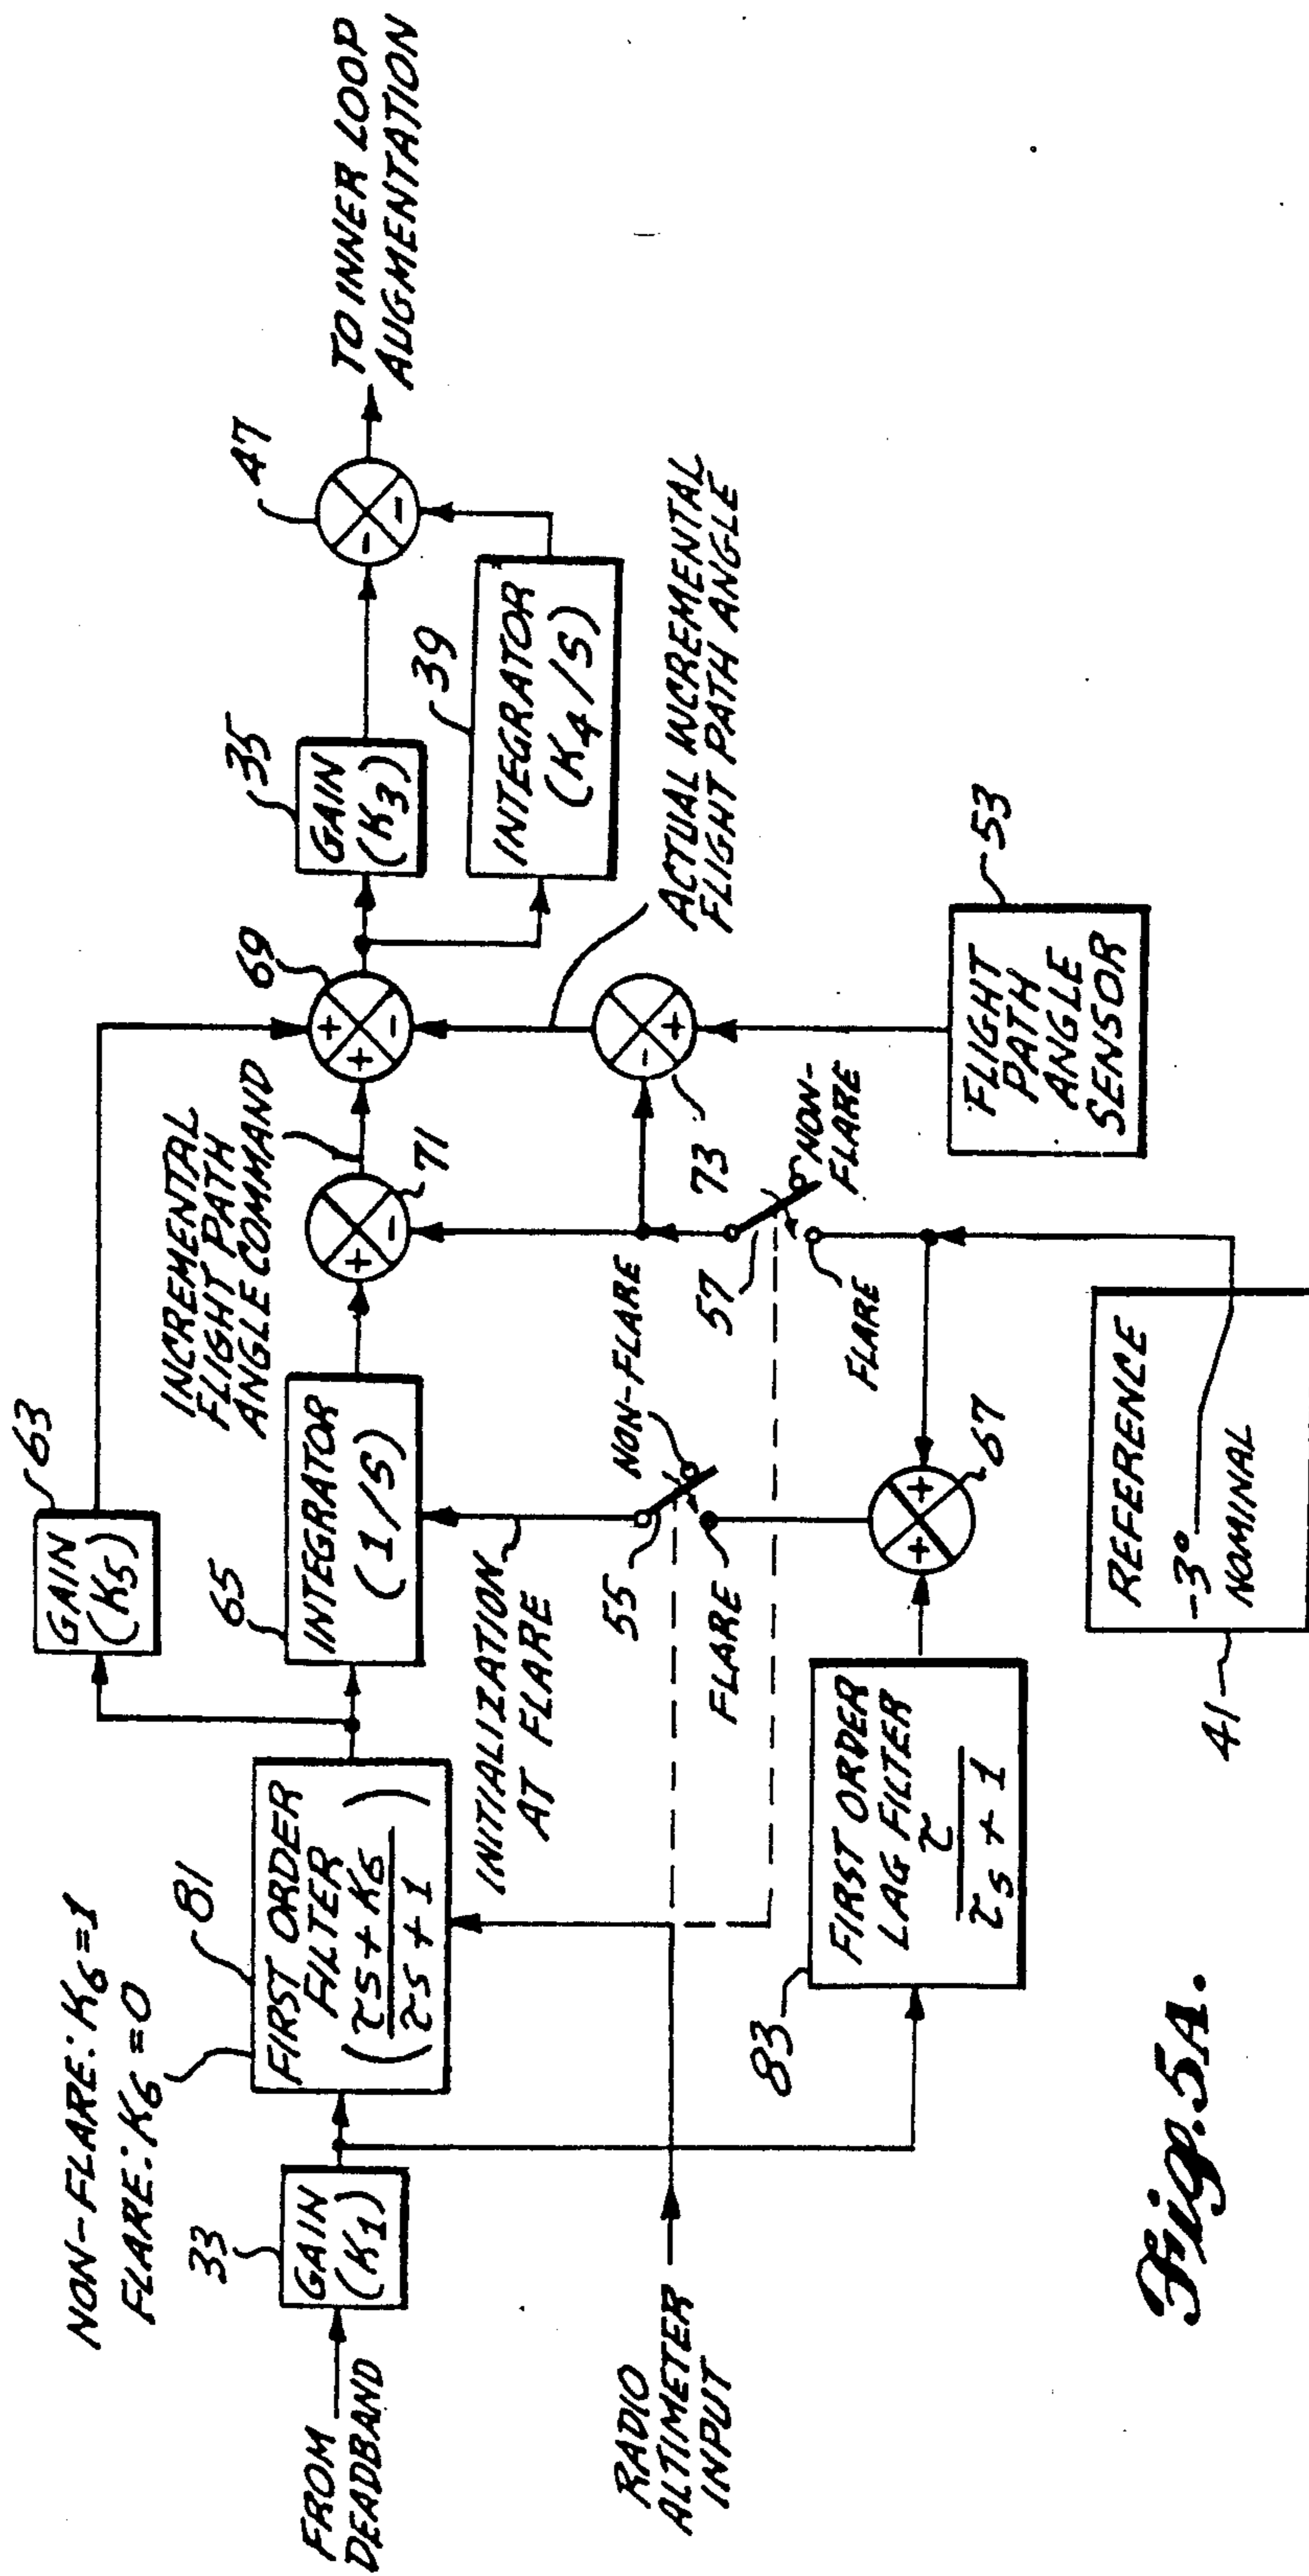 NON-FLARE: K6=1
FLARE: K6=0
33
GAIN
(K1)
FROM
DEADBAND
81
FIRST ORDER
FILTER
(τs + K6
τs + 1)
63
GAIN
(K5)
65
INTEGRATOR
(1/S)
INCREMENTAL
FLIGHT PATH
ANGLE COMMAND
71
+
-
69
+
+
-
35
GAIN
(K3)
39
INTEGRATOR
(K4/S)
47
-
-
TO INNER LOOP
AUGMENTATION
INITIALIZATION
AT FLARE
55
NON-FLARE
FLARE
57
NON-
FLARE
FLARE
73
-
+
ACTUAL INCREMENTAL
FLIGHT PATH ANGLE
RADIO
ALTIMETER
INPUT
83
FIRST ORDER
LAG FILTER
τ
τs + 1
67
+
+
41
REFERENCE
-3°
NOMINAL
FLIGHT
PATH
ANGLE
SENSOR
53
Fig. 5A.